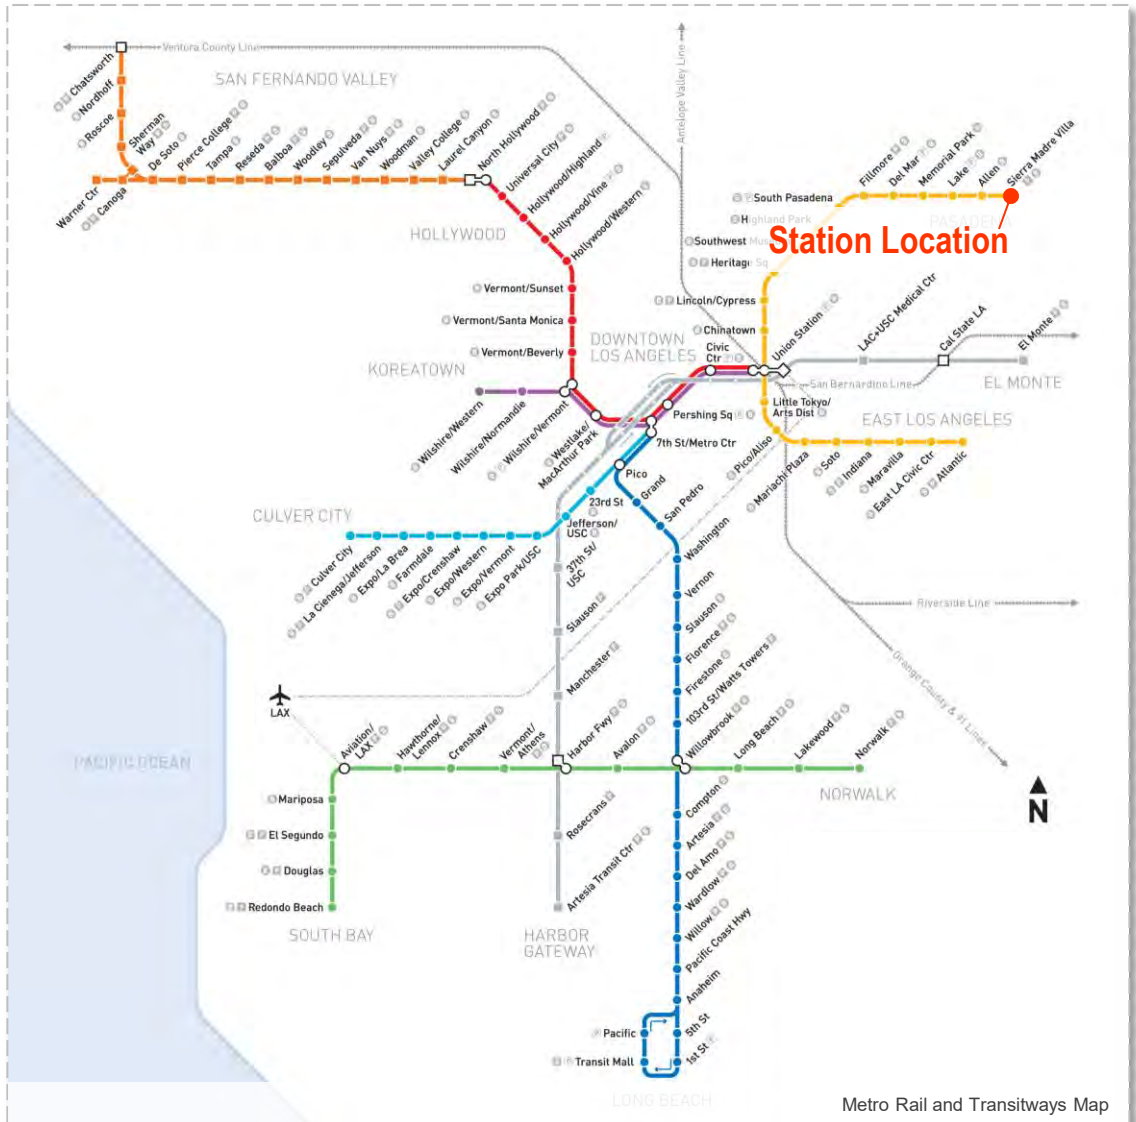 Ventura County Line
Antelope Valley Line
SAN FERNANDO VALLEY
Chatsworth
Nordhoff
Roscoe
Sherman
Way
Warner Ctr
Canoga
De Soto
Pierce College
Tampa
Reseda
Balboa
Woodley
Sepulveda
Van Nuys
Woodman
Valley College
Laurel Canyon
North Hollywood
Universal City
Hollywood/Highland
Hollywood/Vine
Hollywood/Western
HOLLYWOOD
Vermont/Sunset
Vermont/Santa Monica
Vermont/Beverly
KOREATOWN
Wilshire/Western
Wilshire/Normandie
Wilshire/Vermont
Westlake/
MacArthur Park
DOWNTOWN
LOS ANGELES
Civic
Ctr
Pershing Sq
7th St/Metro Ctr
Union Station
Fillmore
Del Mar
Memorial Park
Lake
Allen
Sierra Madre Villa
PASADENA
South Pasadena
Highland Park
Southwest Mus
Heritage Sq
Station Location
Lincoln/Cypress
Chinatown
LAC+USC Medical Ctr
Cal State LA
El Monte
San Bernardino Line
EL MONTE
Little Tokyo/
Arts Dist
EAST LOS ANGELES
Pico/Aliso
Mariachi Plaza
Soto
Indiana
Maravilla
East LA Civic Ctr
Atlantic
Pico
Grand
San Pedro
Washington
Vernon
Slauson
Florence
Firestone
103rd St/Watts Towers
Willowbrook
23rd St
Jefferson/
USC
CULVER CITY
Culver City
La Cienega/Jefferson
Expo/La Brea
Farmdale
Expo/Crenshaw
Expo/Western
Expo/Vermont
Expo Park/USC
37th St/
USC
Slauson
Manchester
Harbor Fwy
Rosecrans
Artesia Transit Ctr
Riverside Line
Orange County & 91 Lines
LAX
PACIFIC OCEAN
Aviation/
LAX
Hawthorne/
Lennox
Crenshaw
Vermont/
Athens
Avalon
Long Beach
Lakewood
Norwalk
NORWALK
N
Mariposa
El Segundo
Douglas
Redondo Beach
SOUTH BAY
HARBOR
GATEWAY
Compton
Artesia
Del Amo
Wardlow
Willow
Pacific Coast Hwy
Anaheim
5th St
1st St
Pacific
Transit Mall
LONG BEACH
Metro Rail and Transitways Map